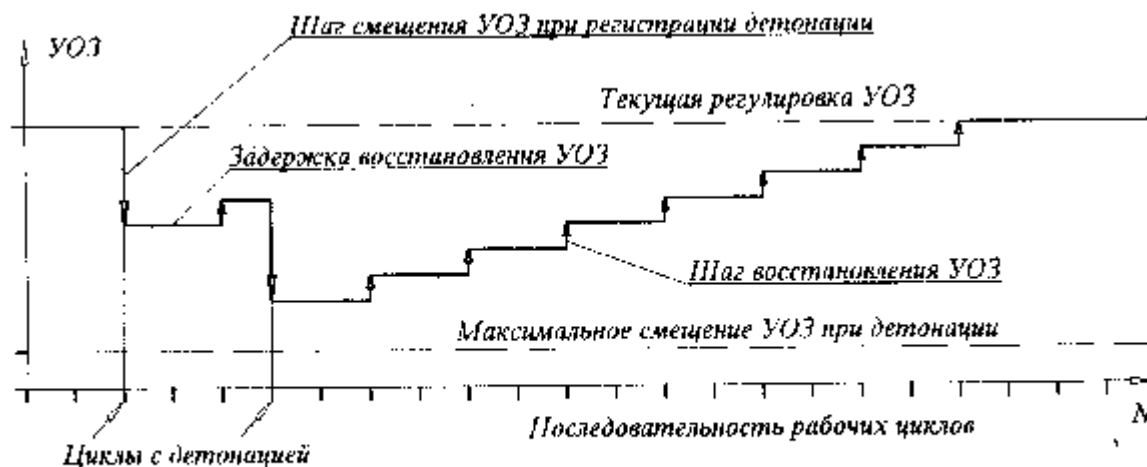 Шаг смещения УОЗ при регистрации детонации
УОЗ
Текущая регулировка УОЗ
Задержка восстановления УОЗ
Шаг восстановления УОЗ
Максимальное смещение УОЗ при детонации
N
Последовательность рабочих циклов
Циклы с детонацией